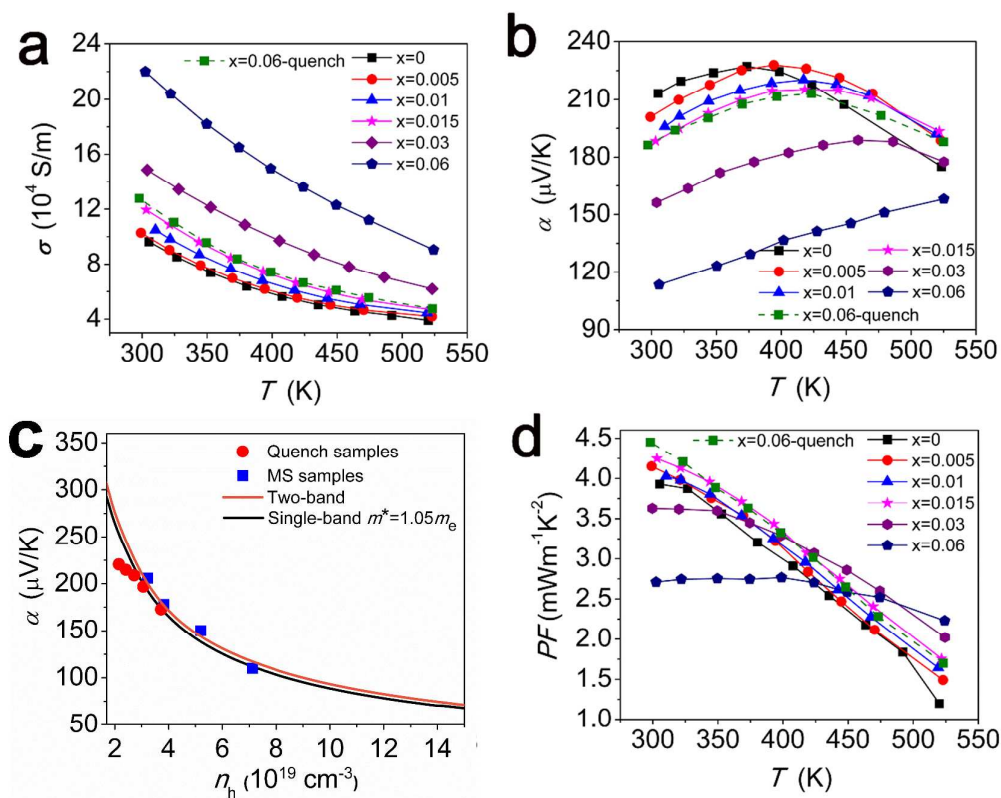 a
σ (10⁴ S/m)
24
20
16
12
8
4
x=0.06-quench
x=0
x=0.005
x=0.01
x=0.015
x=0.03
x=0.06
300 350 400 450 500 550
T (K)
b
α (μV/K)
240
210
180
150
120
90
x=0
x=0.015
x=0.005
x=0.03
x=0.01
x=0.06
x=0.06-quench
300 350 400 450 500 550
T (K)
c
α (μV/K)
350
300
250
200
150
100
50
Quench samples
MS samples
Two-band
Single-band m*=1.05mₑ
2 4 6 8 10 12 14
nₕ (10¹⁹ cm⁻³)
d
PF (mWm⁻¹K⁻²)
4.5
4.0
3.5
3.0
2.5
2.0
1.5
1.0
x=0.06-quench
x=0
x=0.005
x=0.01
x=0.015
x=0.03
x=0.06
300 350 400 450 500 550
T (K)